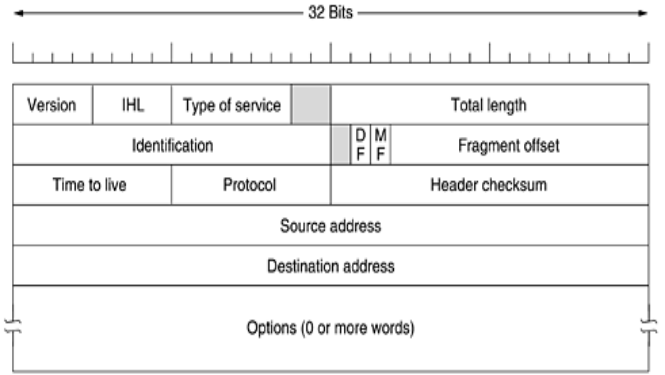 32 Bits
Version IHL Type of service Total length
Identification D F M F Fragment offset
Time to live Protocol Header checksum
Source address
Destination address
Options (0 or more words)